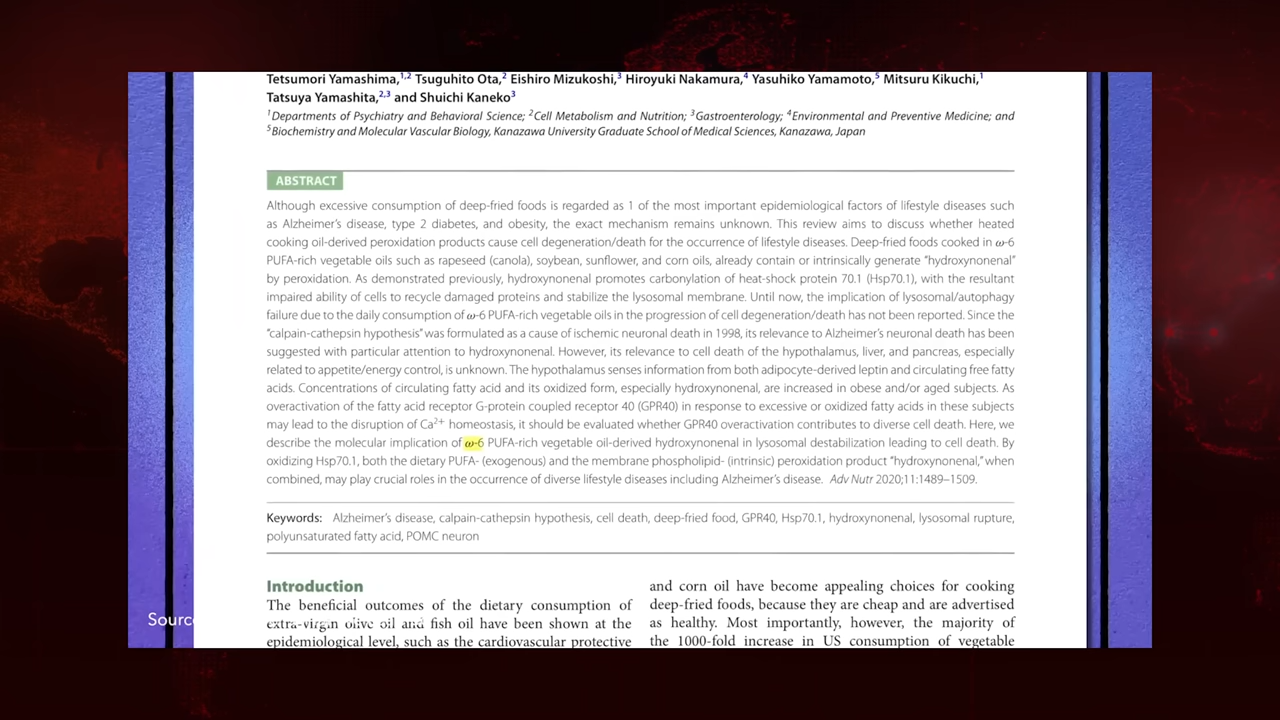 Tetsumori Yamashima,1,2 Tsuguhito Ota,2 Eishiro Mizukoshi,3 Hiroyuki Nakamura,4 Yasuhiko Yamamoto,5 Mitsuru Kikuchi,1
Tatsuya Yamashita,2,3 and Shuichi Kaneko3
1Departments of Psychiatry and Behavioral Science; 2Cell Metabolism and Nutrition; 3Gastroenterology; 4Environmental and Preventive Medicine; and
5Biochemistry and Molecular Vascular Biology, Kanazawa University Graduate School of Medical Sciences, Kanazawa, Japan
ABSTRACT
Although excessive consumption of deep-fried foods is regarded as 1 of the most important epidemiological factors of lifestyle diseases such
as Alzheimer's disease, type 2 diabetes, and obesity, the exact mechanism remains unknown. This review aims to discuss whether heated
cooking oil-derived peroxidation products cause cell degeneration/death for the occurrence of lifestyle diseases. Deep-fried foods cooked in ω-6
PUFA-rich vegetable oils such as rapeseed (canola), soybean, sunflower, and corn oils, already contain or intrinsically generate "hydroxynonenal"
by peroxidation. As demonstrated previously, hydroxynonenal promotes carbonylation of heat-shock protein 70.1 (Hsp70.1), with the resultant
impaired ability of cells to recycle damaged proteins and stabilize the lysosomal membrane. Until now, the implication of lysosomal/autophagy
failure due to the daily consumption of ω-6 PUFA-rich vegetable oils in the progression of cell degeneration/death has not been reported. Since the
"calpain-cathepsin hypothesis" was formulated as a cause of ischemic neuronal death in 1998, its relevance to Alzheimer's neuronal death has been
suggested with particular attention to hydroxynonenal. However, its relevance to cell death of the hypothalamus, liver, and pancreas, especially
related to appetite/energy control, is unknown. The hypothalamus senses information from both adipocyte-derived leptin and circulating free fatty
acids. Concentrations of circulating fatty acid and its oxidized form, especially hydroxynonenal, are increased in obese and/or aged subjects. As
overactivation of the fatty acid receptor G-protein coupled receptor 40 (GPR40) in response to excessive or oxidized fatty acids in these subjects
may lead to the disruption of Ca2+ homeostasis, it should be evaluated whether GPR40 overactivation contributes to diverse cell death. Here, we
describe the molecular implication of ω-6 PUFA-rich vegetable oil-derived hydroxynonenal in lysosomal destabilization leading to cell death. By
oxidizing Hsp70.1, both the dietary PUFA- (exogenous) and the membrane phospholipid- (intrinsic) peroxidation product "hydroxynonenal," when
combined, may play crucial roles in the occurrence of diverse lifestyle diseases including Alzheimer's disease. Adv Nutr 2020;11:1489–1509.
Keywords: Alzheimer's disease, calpain-cathepsin hypothesis, cell death, deep-fried food, GPR40, Hsp70.1, hydroxynonenal, lysosomal rupture,
polyunsaturated fatty acid, POMC neuron
Introduction
The beneficial outcomes of the dietary consumption of
extra-virgin olive oil and fish oil have been shown at the
epidemiological level, such as the cardiovascular protective
and corn oil have become appealing choices for cooking
deep-fried foods, because they are cheap and are advertised
as healthy. Most importantly, however, the majority of
the 1000-fold increase in US consumption of vegetable
Sourc